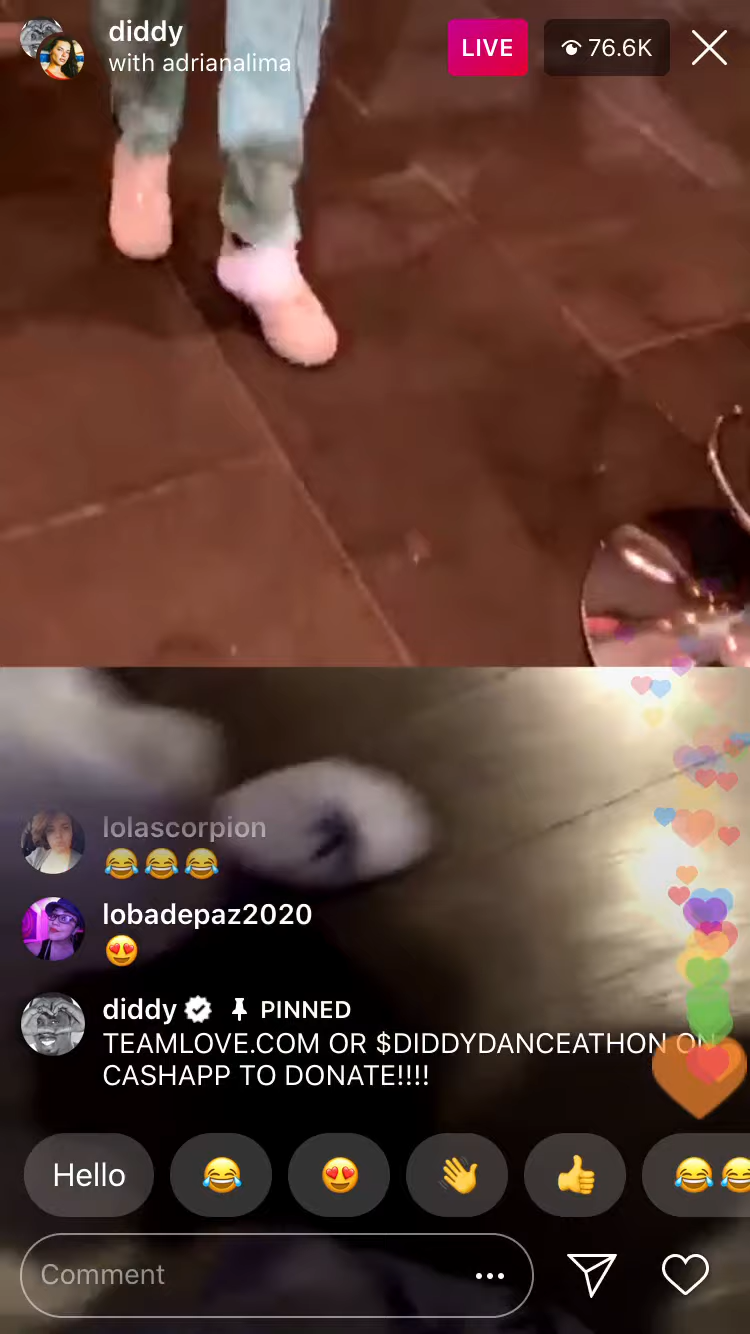 diddy
with adrianalima
LIVE
76.6K
lolascorpion
😂😂😂
lobadepaz2020
😍
diddy PINNED
TEAMLOVE.COM OR $DIDDYDANCEATHON ON
CASHAPP TO DONATE!!!!
Hello 😂 😍 👋 👍 😂😂
Comment